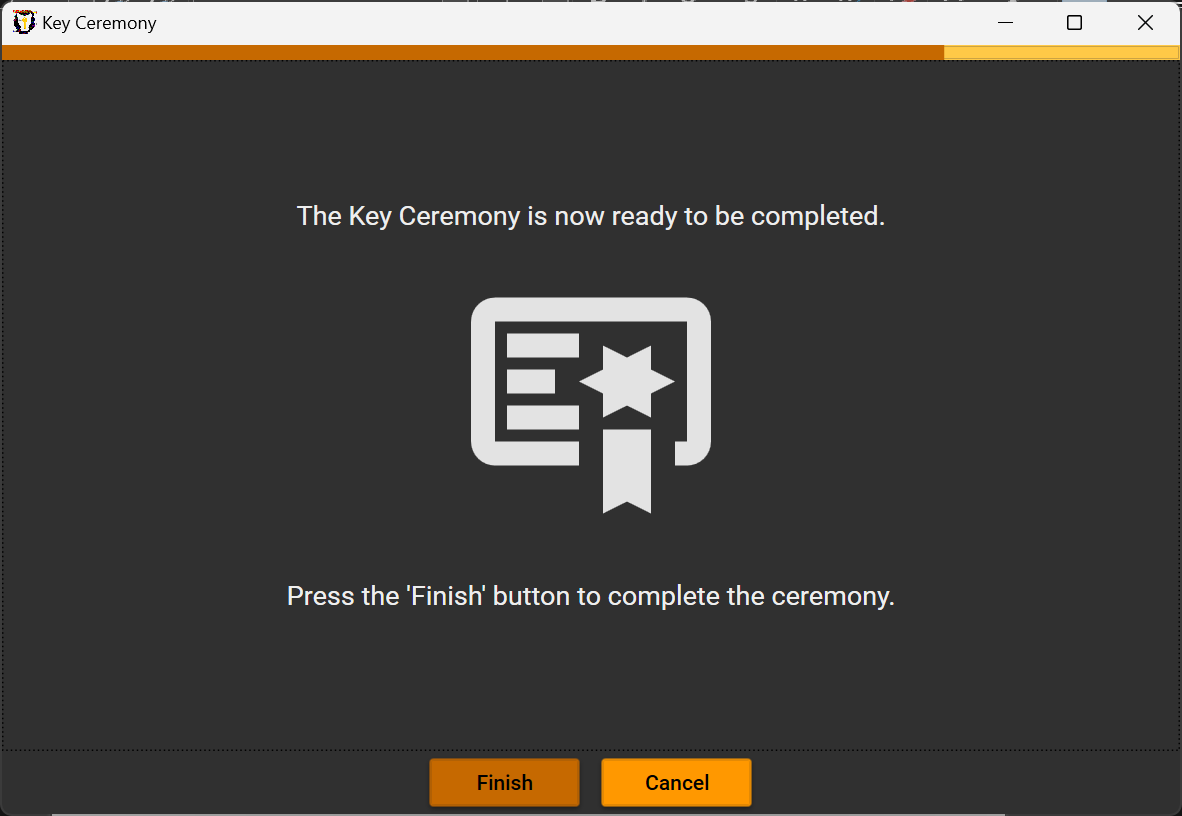 Key Ceremony
The Key Ceremony is now ready to be completed.
Press the 'Finish' button to complete the ceremony.
Finish
Cancel